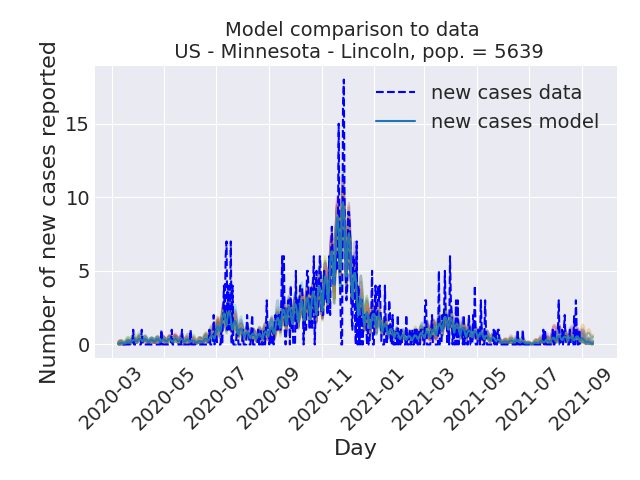 Model comparison to data
US - Minnesota - Lincoln, pop. = 5639
new cases data
new cases model
Number of new cases reported
15
10
5
0
2020-03
2020-05
2020-07
2020-09
2020-11
2021-01
2021-03
2021-05
2021-07
2021-09
Day